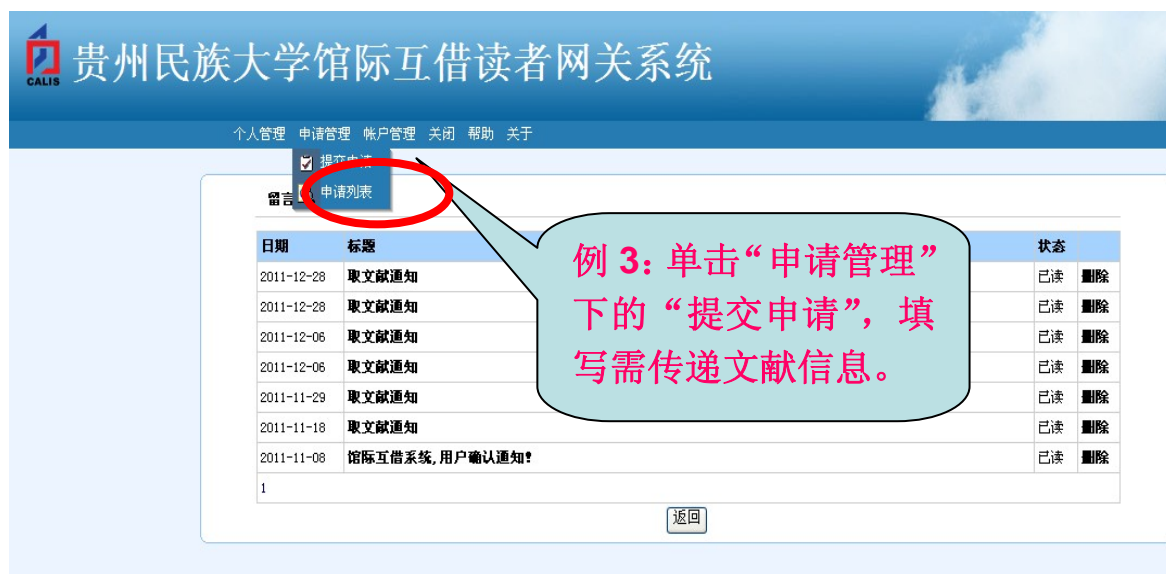 CALIS
贵州民族大学馆际互借读者网关系统
个人管理 申请管理 帐户管理 关闭 帮助 关于
提交申请
申请列表
留言
日期 标题 状态
2011-12-28 取文献通知 已读 删除
2011-12-28 取文献通知 已读 删除
2011-12-06 取文献通知 已读 删除
2011-12-06 取文献通知 已读 删除
2011-11-29 取文献通知 已读 删除
2011-11-18 取文献通知 已读 删除
2011-11-08 馆际互借系统,用户确认通知! 已读 删除
1
返回
例 3：单击“申请管理”
下的“提交申请”，填
写需传递文献信息。